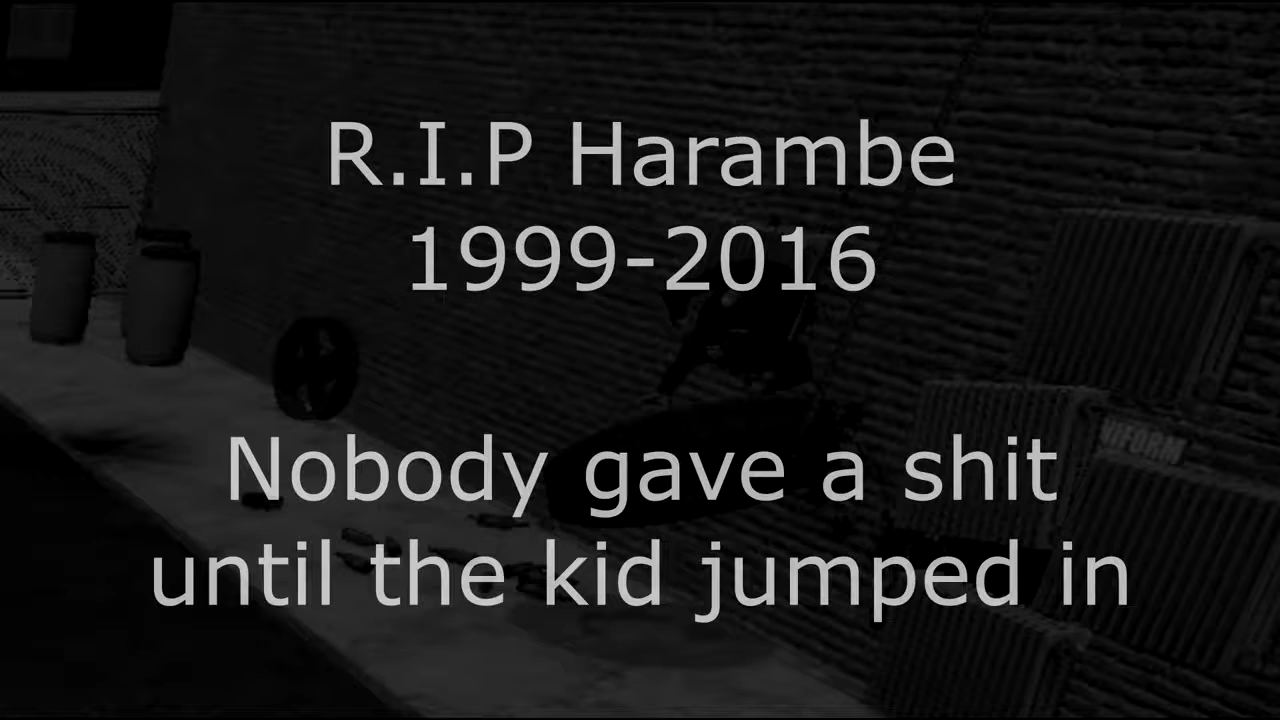 R.I.P Harambe
1999-2016
Nobody gave a shit
until the kid jumped in